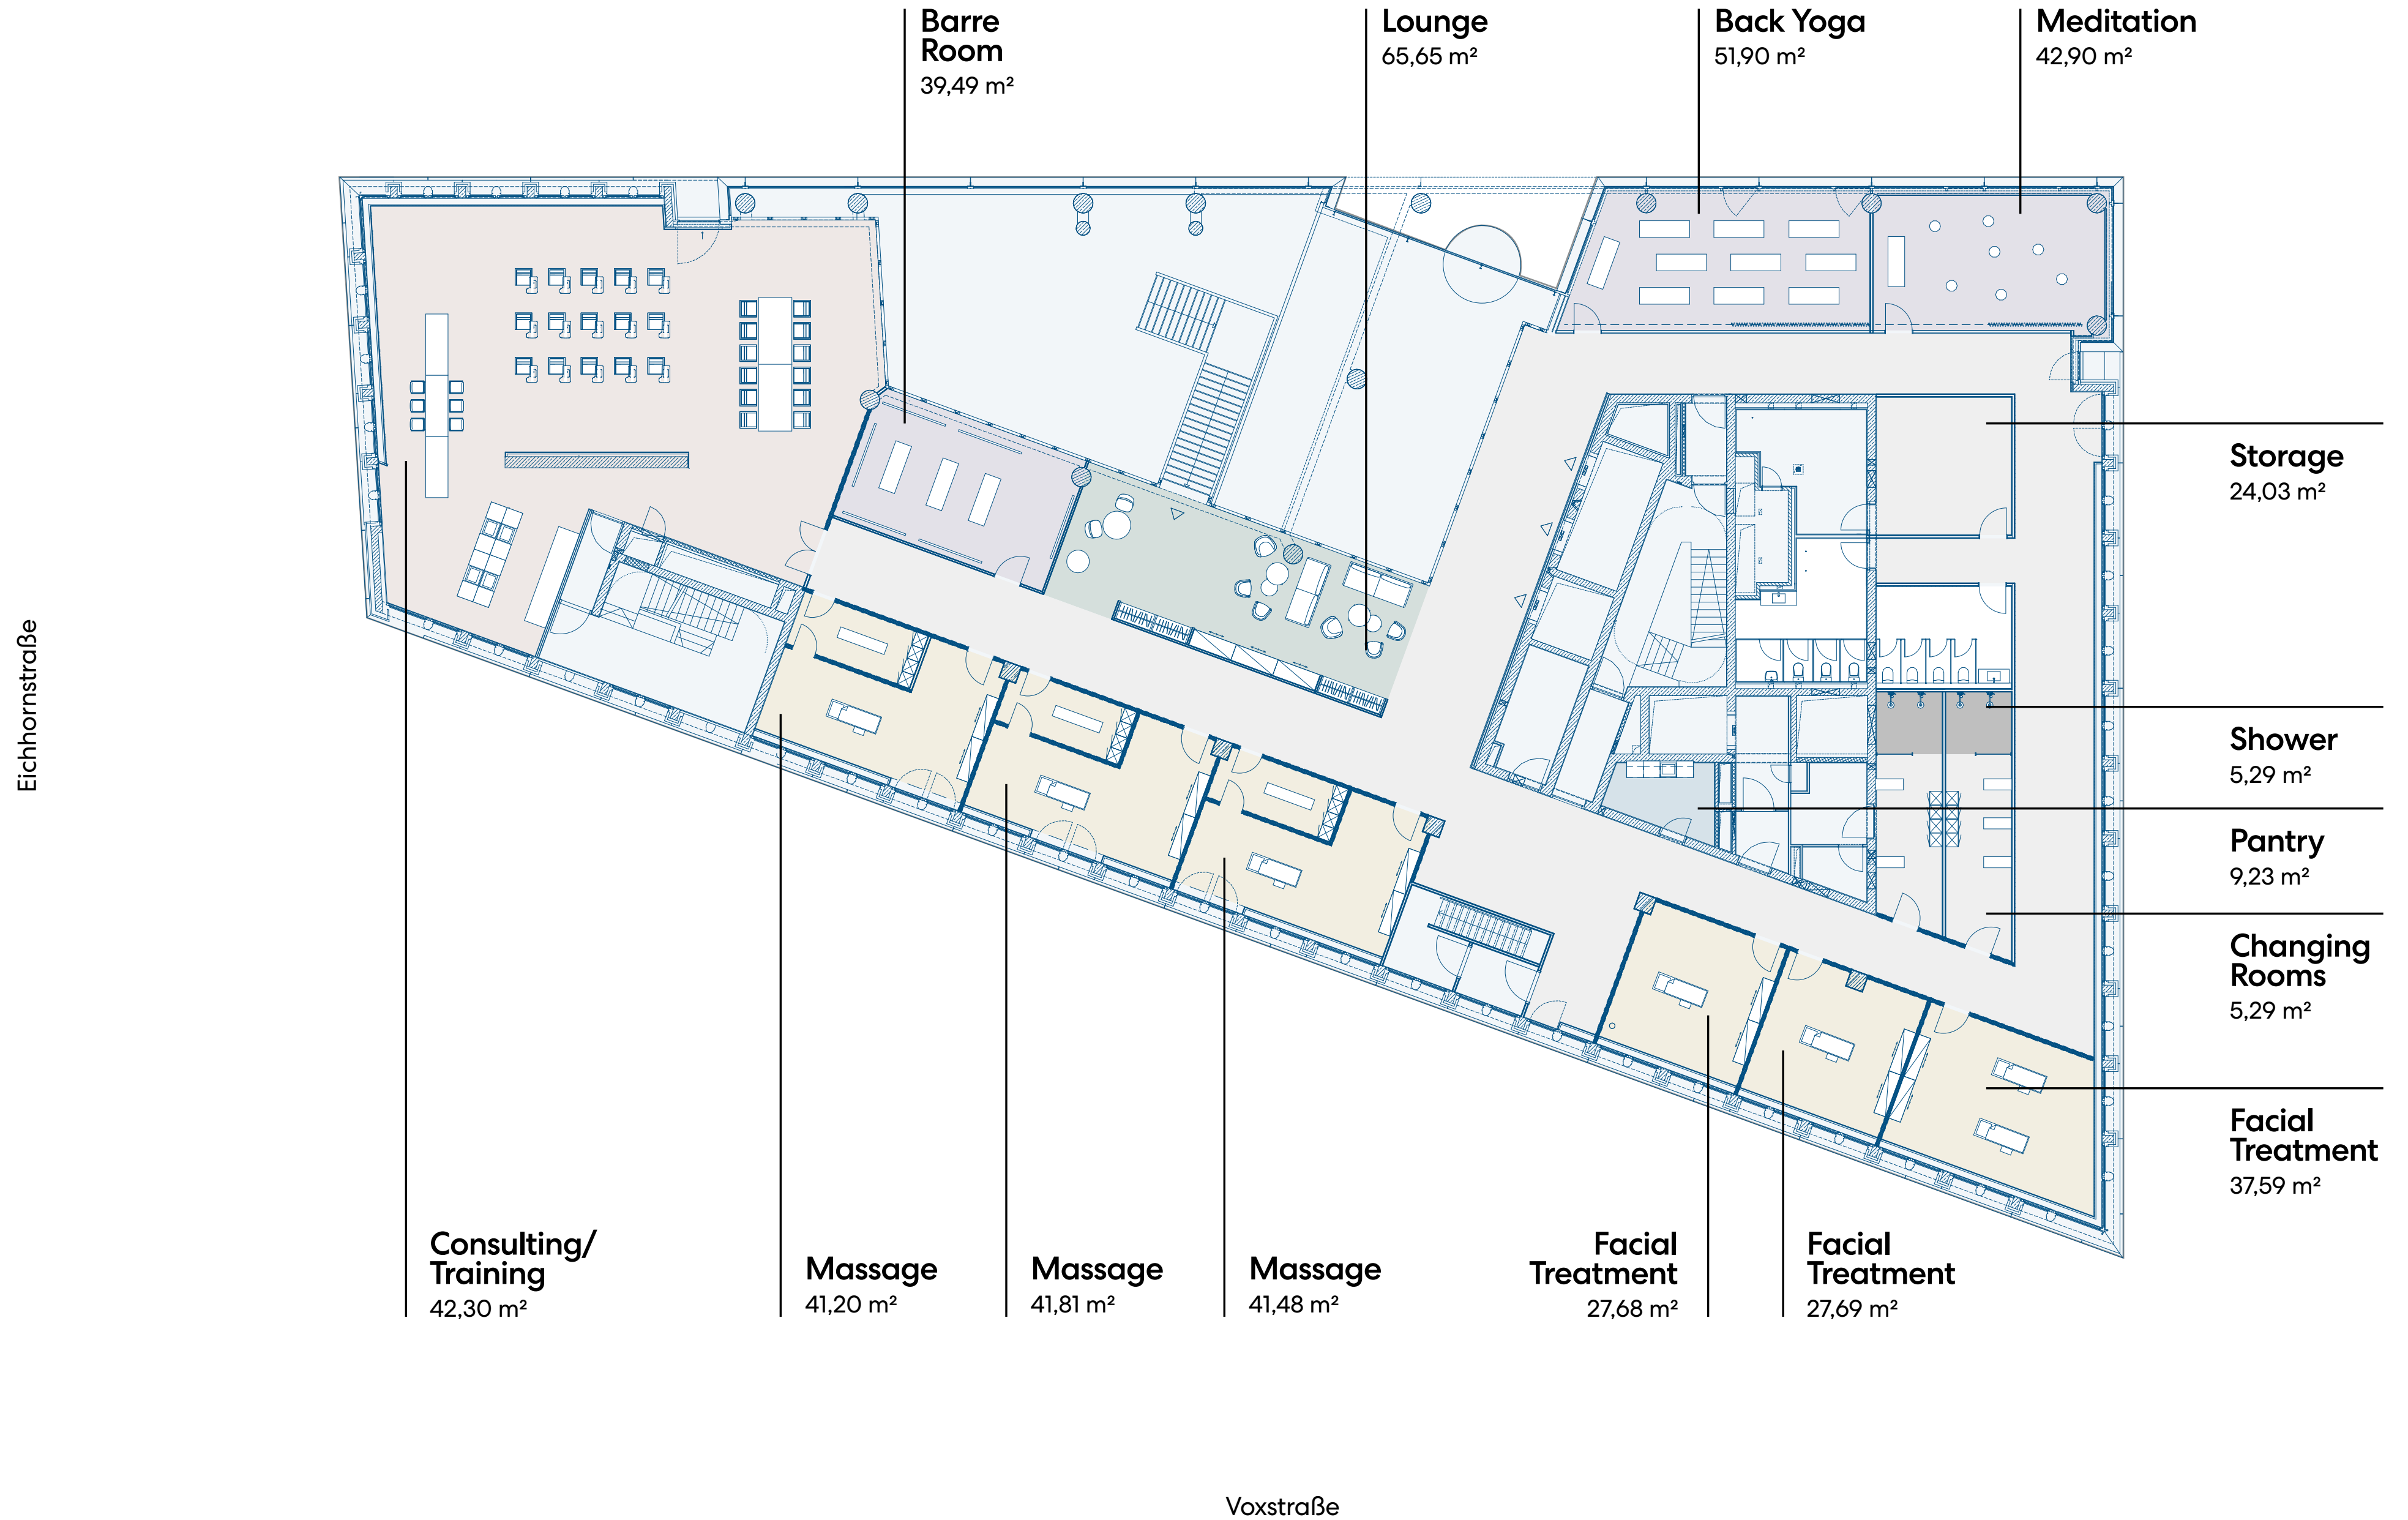 Barre
Room
39,49 m²
Lounge
65,65 m²
Back Yoga
51,90 m²
Meditation
42,90 m²
Storage
24,03 m²
Shower
5,29 m²
Pantry
9,23 m²
Changing
Rooms
5,29 m²
Facial
Treatment
37,59 m²
Eichhornstraße
Consulting/
Training
42,30 m²
Massage
41,20 m²
Massage
41,81 m²
Massage
41,48 m²
Facial
Treatment
27,68 m²
Facial
Treatment
27,69 m²
Voxstraße